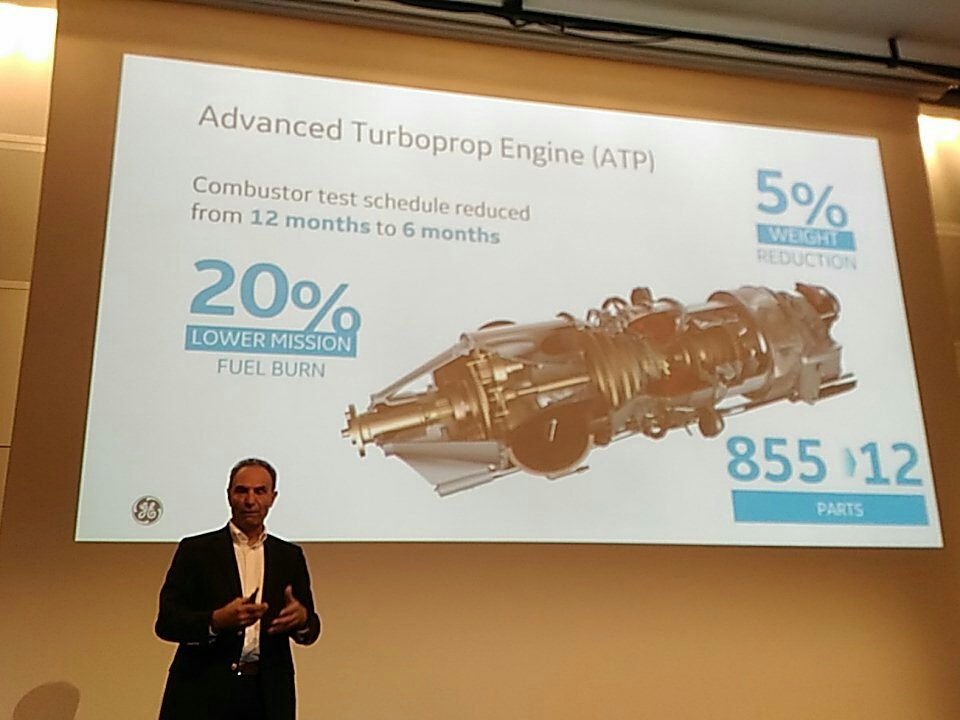 Advanced Turboprop Engine (ATP)
Combustor test schedule reduced
from 12 months to 6 months
5%
WEIGHT
REDUCTION
20%
LOWER MISSION
FUEL BURN
855 12
PARTS
GE